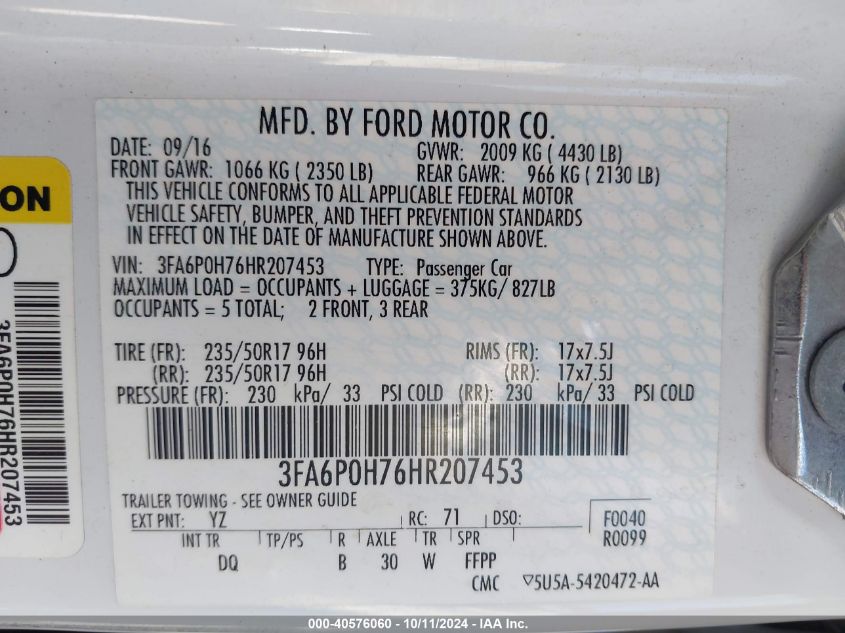 MFD. BY FORD MOTOR CO.
DATE: 09/16 GVWR: 2009 KG ( 4430 LB)
FRONT GAWR: 1066 KG ( 2350 LB) REAR GAWR: 966 KG ( 2130 LB)
THIS VEHICLE CONFORMS TO ALL APPLICABLE FEDERAL MOTOR
VEHICLE SAFETY, BUMPER, AND THEFT PREVENTION STANDARDS
IN EFFECT ON THE DATE OF MANUFACTURE SHOWN ABOVE.
VIN: 3FA6P0H76HR207453 TYPE: Passenger Car
MAXIMUM LOAD = OCCUPANTS + LUGGAGE = 375KG/ 827LB
OCCUPANTS = 5 TOTAL; 2 FRONT, 3 REAR
TIRE (FR): 235/50R17 96H RIMS (FR): 17x7.5J
(RR): 235/50R17 96H (RR): 17x7.5J
PRESSURE (FR): 230 kPa/ 33 PSI COLD (RR): 230 kPa/ 33 PSI COLD
3FA6P0H76HR207453
TRAILER TOWING - SEE OWNER GUIDE
EXT PNT: YZ RC: 71 DSO: F0040
R0099
INT TR TP/PS R AXLE TR SPR
DQ B 30 W FFPP
CMC ▽5U5A-5420472-AA
ON
3FA6P0H76HR207453
000-40576060 - 10/11/2024 - IAA Inc.